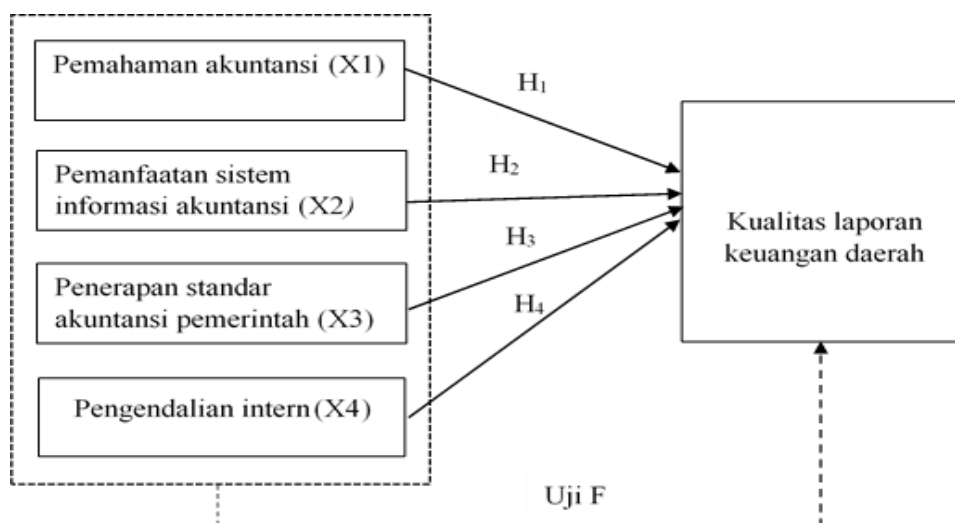 Pemahaman akuntansi (X1)
Pemanfaatan sistem
informasi akuntansi (X2)
Penerapan standar
akuntansi pemerintah (X3)
Pengendalian intern (X4)
H₁
H₂
H₃
H₄
Kualitas laporan
keuangan daerah
Uji F